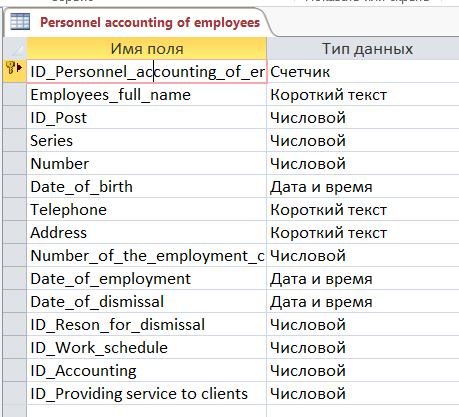 Personnel accounting of employees
Имя поля Тип данных
ID_Personnel_accounting_of_er Счетчик
Employees_full_name Короткий текст
ID_Post Числовой
Series Числовой
Number Числовой
Date_of_birth Дата и время
Telephone Короткий текст
Address Короткий текст
Number_of_the_employment_c Числовой
Date_of_employment Дата и время
Date_of_dismissal Дата и время
ID_Reson_for_dismissal Числовой
ID_Work_schedule Числовой
ID_Accounting Числовой
ID_Providing service to clients Числовой